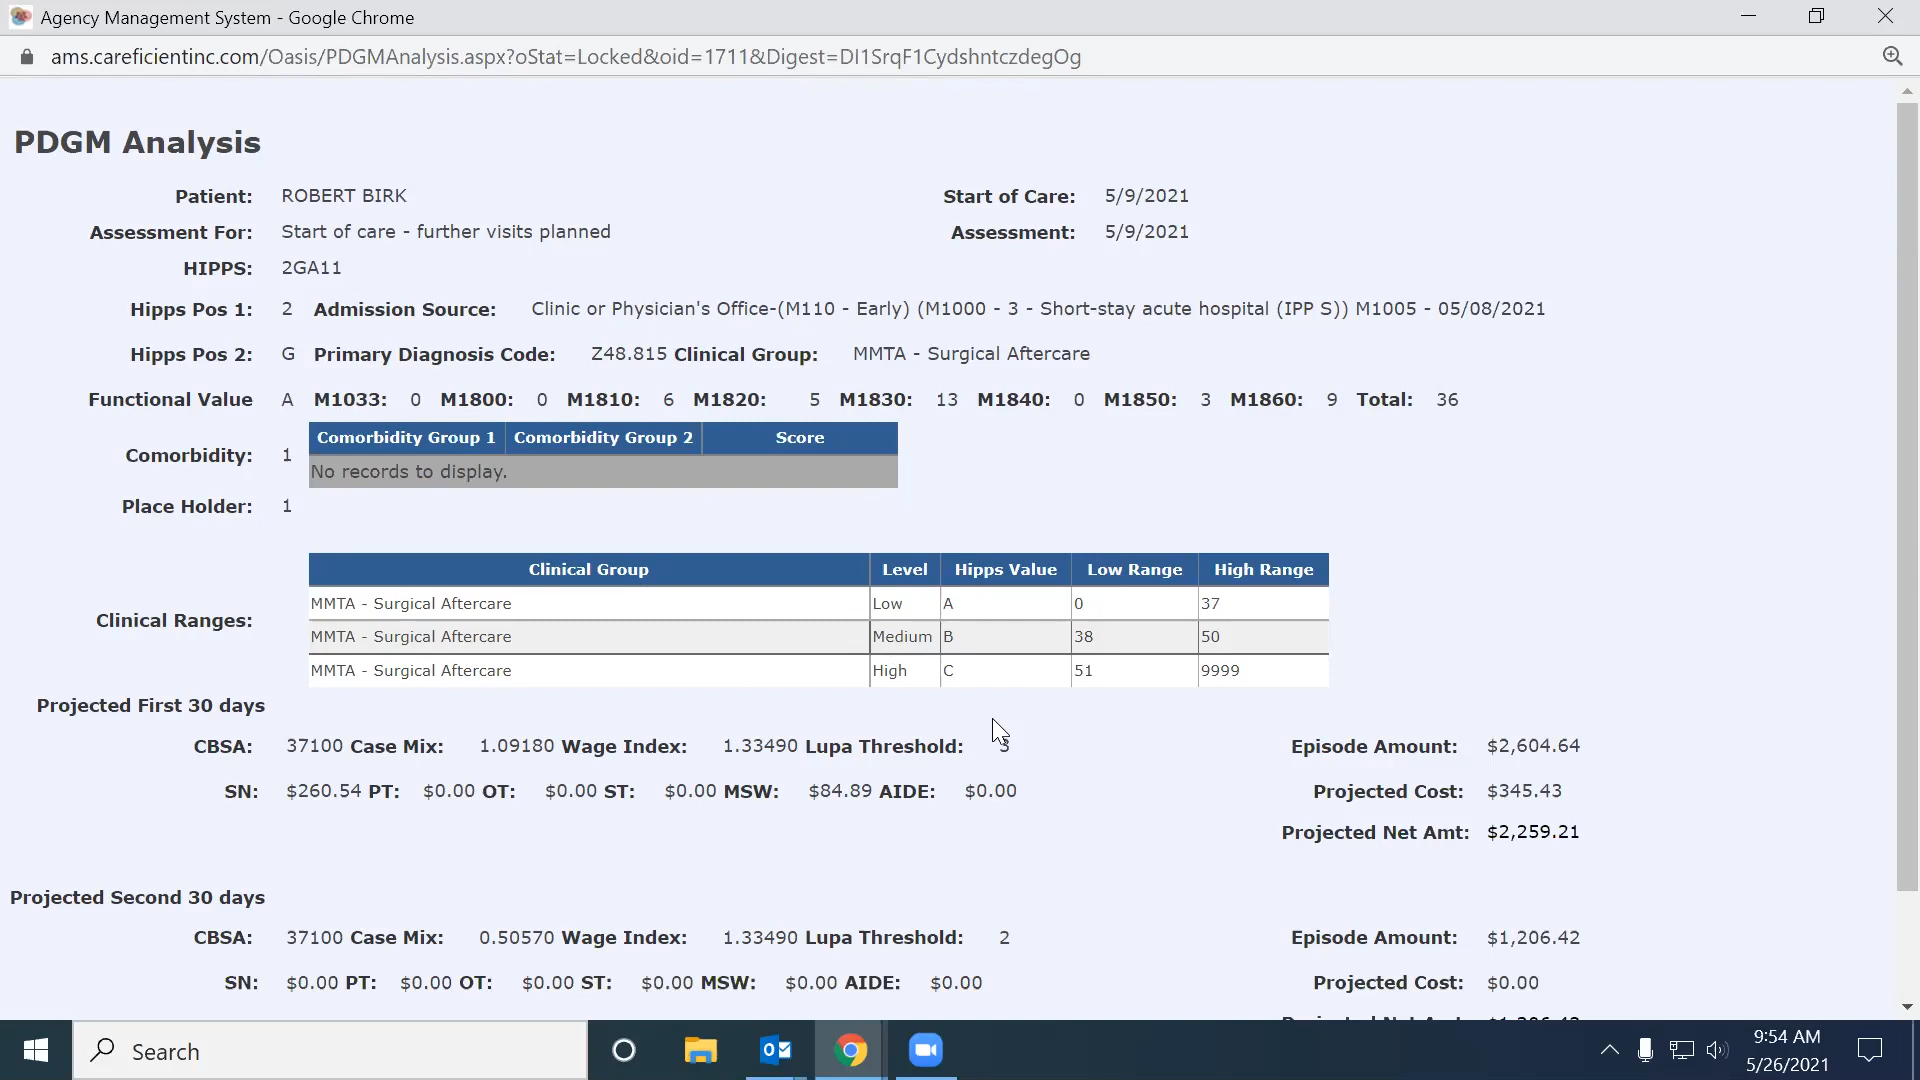 Agency Management System - Google Chrome
ams.careficientinc.com/Oasis/PDGMAnalysis.aspx?oStat=Locked&oid=1711&Digest=DI1SrqF1CydshntczdegOg
PDGM Analysis
Patient: ROBERT BIRK Start of Care: 5/9/2021
Assessment For: Start of care - further visits planned Assessment: 5/9/2021
HIPPS: 2GA11
Hipps Pos 1: 2 Admission Source: Clinic or Physician's Office-(M110 - Early) (M1000 - 3 - Short-stay acute hospital (IPP S)) M1005 - 05/08/2021
Hipps Pos 2: G Primary Diagnosis Code: Z48.815 Clinical Group: MMTA - Surgical Aftercare
Functional Value A M1033: 0 M1800: 0 M1810: 6 M1820: 5 M1830: 13 M1840: 0 M1850: 3 M1860: 9 Total: 36
Comorbidity Group 1 Comorbidity Group 2 Score
Comorbidity: 1
No records to display.
Place Holder: 1
Clinical Group Level Hipps Value Low Range High Range
MMTA - Surgical Aftercare Low A 0 37
Clinical Ranges:
MMTA - Surgical Aftercare Medium B 38 50
MMTA - Surgical Aftercare High C 51 9999
Projected First 30 days
CBSA: 37100 Case Mix: 1.09180 Wage Index: 1.33490 Lupa Threshold: 3 Episode Amount: $2,604.64
SN: $260.54 PT: $0.00 OT: $0.00 ST: $0.00 MSW: $84.89 AIDE: $0.00 Projected Cost: $345.43
Projected Net Amt: $2,259.21
Projected Second 30 days
CBSA: 37100 Case Mix: 0.50570 Wage Index: 1.33490 Lupa Threshold: 2 Episode Amount: $1,206.42
SN: $0.00 PT: $0.00 OT: $0.00 ST: $0.00 MSW: $0.00 AIDE: $0.00 Projected Cost: $0.00
Search
9:54 AM
5/26/2021